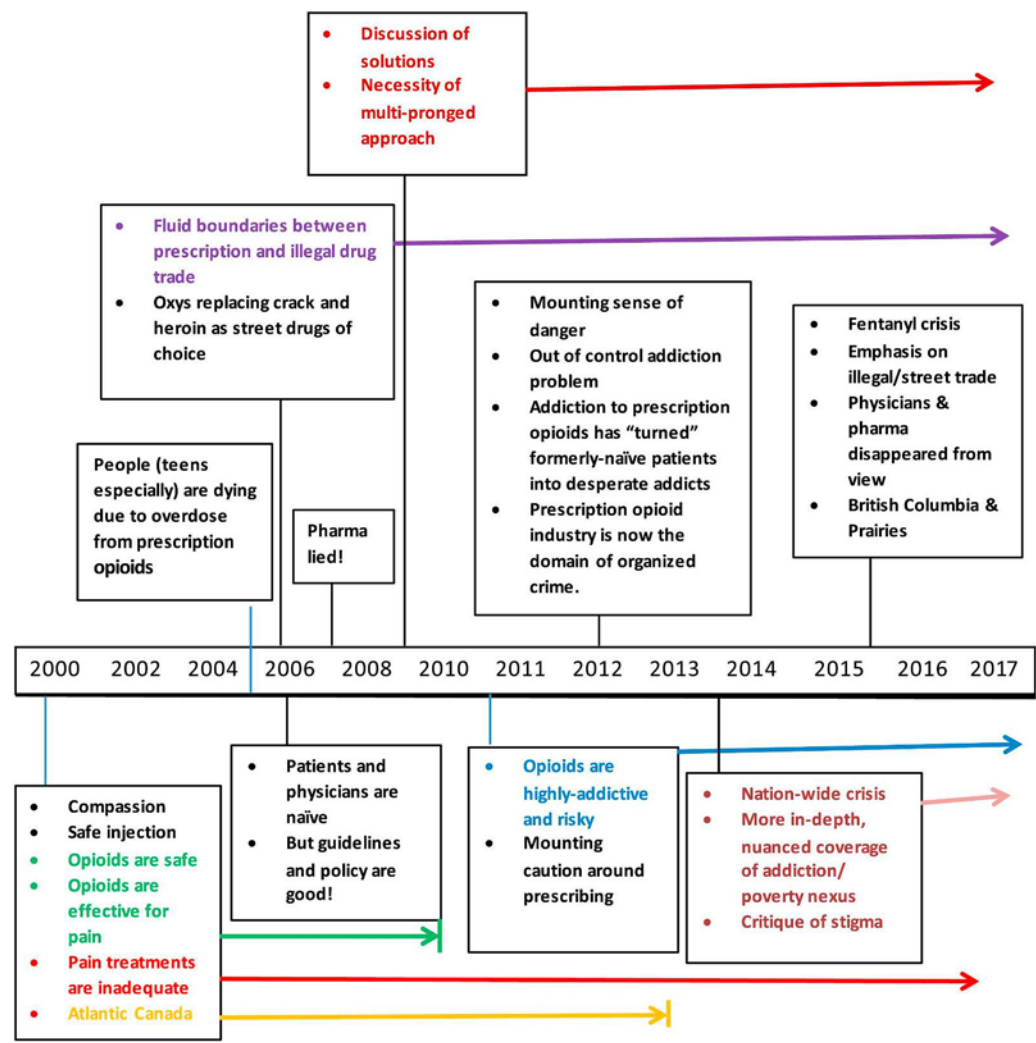 • Discussion of
solutions
• Necessity of
multi-pronged
approach
• Fluid boundaries between
prescription and illegal drug
trade
• Oxys replacing crack and
heroin as street drugs of
choice
• Mounting sense of
danger
• Out of control addiction
problem
• Addiction to prescription
opioids has “turned”
formerly-naïve patients
into desperate addicts
• Prescription opioid
industry is now the
domain of organized
crime.
• Fentanyl crisis
• Emphasis on
illegal/street trade
• Physicians &
pharma
disappeared from
view
• British Columbia &
Prairies
People (teens
especially) are dying
due to overdose
from prescription
opioids
Pharma
lied!
2000 2002 2004 2006 2008 2010 2011 2012 2013 2014 2015 2016 2017
• Compassion
• Safe injection
• Opioids are safe
• Opioids are
effective for
pain
• Pain treatments
are inadequate
• Atlantic Canada
• Patients and
physicians are
naïve
• But guidelines
and policy are
good!
• Opioids are
highly-addictive
and risky
• Mounting
caution around
prescribing
• Nation-wide crisis
• More in-depth,
nuanced coverage
of addiction/
poverty nexus
• Critique of stigma